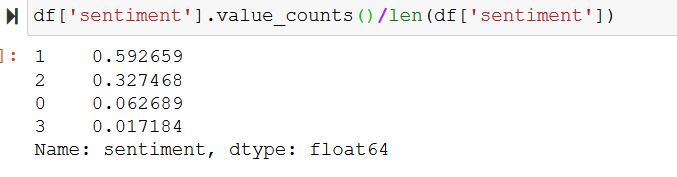 df['sentiment'].value_counts()/len(df['sentiment'])
]:
1    0.592659
2    0.327468
0    0.062689
3    0.017184
Name: sentiment, dtype: float64